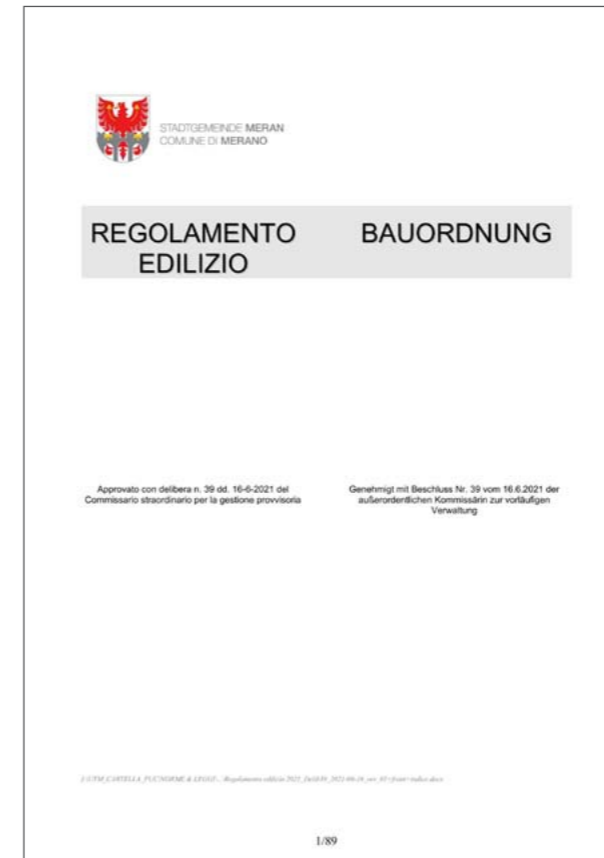 STADTGEMEINDE MERAN
COMUNE DI MERANO
REGOLAMENTO
EDILIZIO
BAUORDNUNG
Approvato con delibera n. 39 dd. 16-6-2021 del
Commissario straordinario per la gestione provvisoria
Genehmigt mit Beschluss Nr. 39 vom 16.6.2021 der
außerordentlichen Kommissärin zur vorläufigen
Verwaltung
1/89